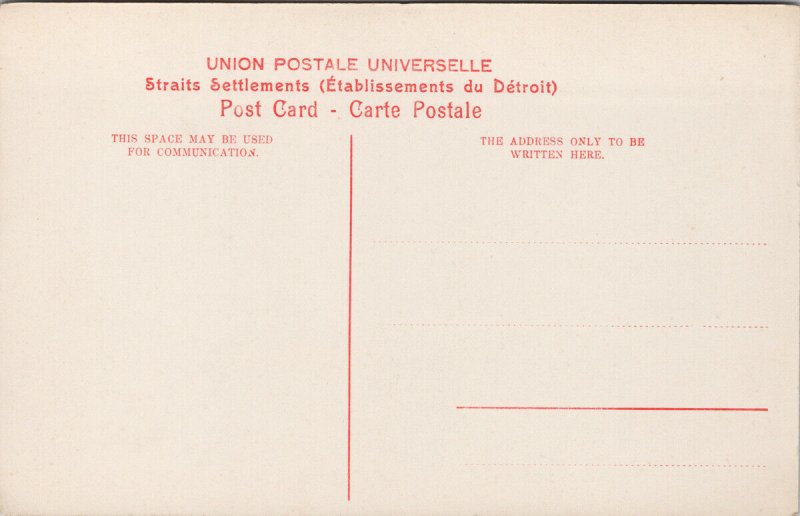 UNION POSTALE UNIVERSELLE
Straits Settlements (Établissements du Détroit)
Post Card - Carte Postale
THIS SPACE MAY BE USED
FOR COMMUNICATION.
THE ADDRESS ONLY TO BE
WRITTEN HERE.